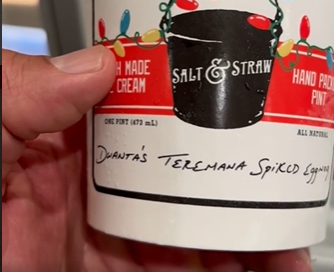 SALT & STRAW
MADE
CREAM
HAND PACK
PINT
ONE PINT (473 mL)
ALL NATURAL
DWANTA'S TEREMANA SPIKED Eggnog